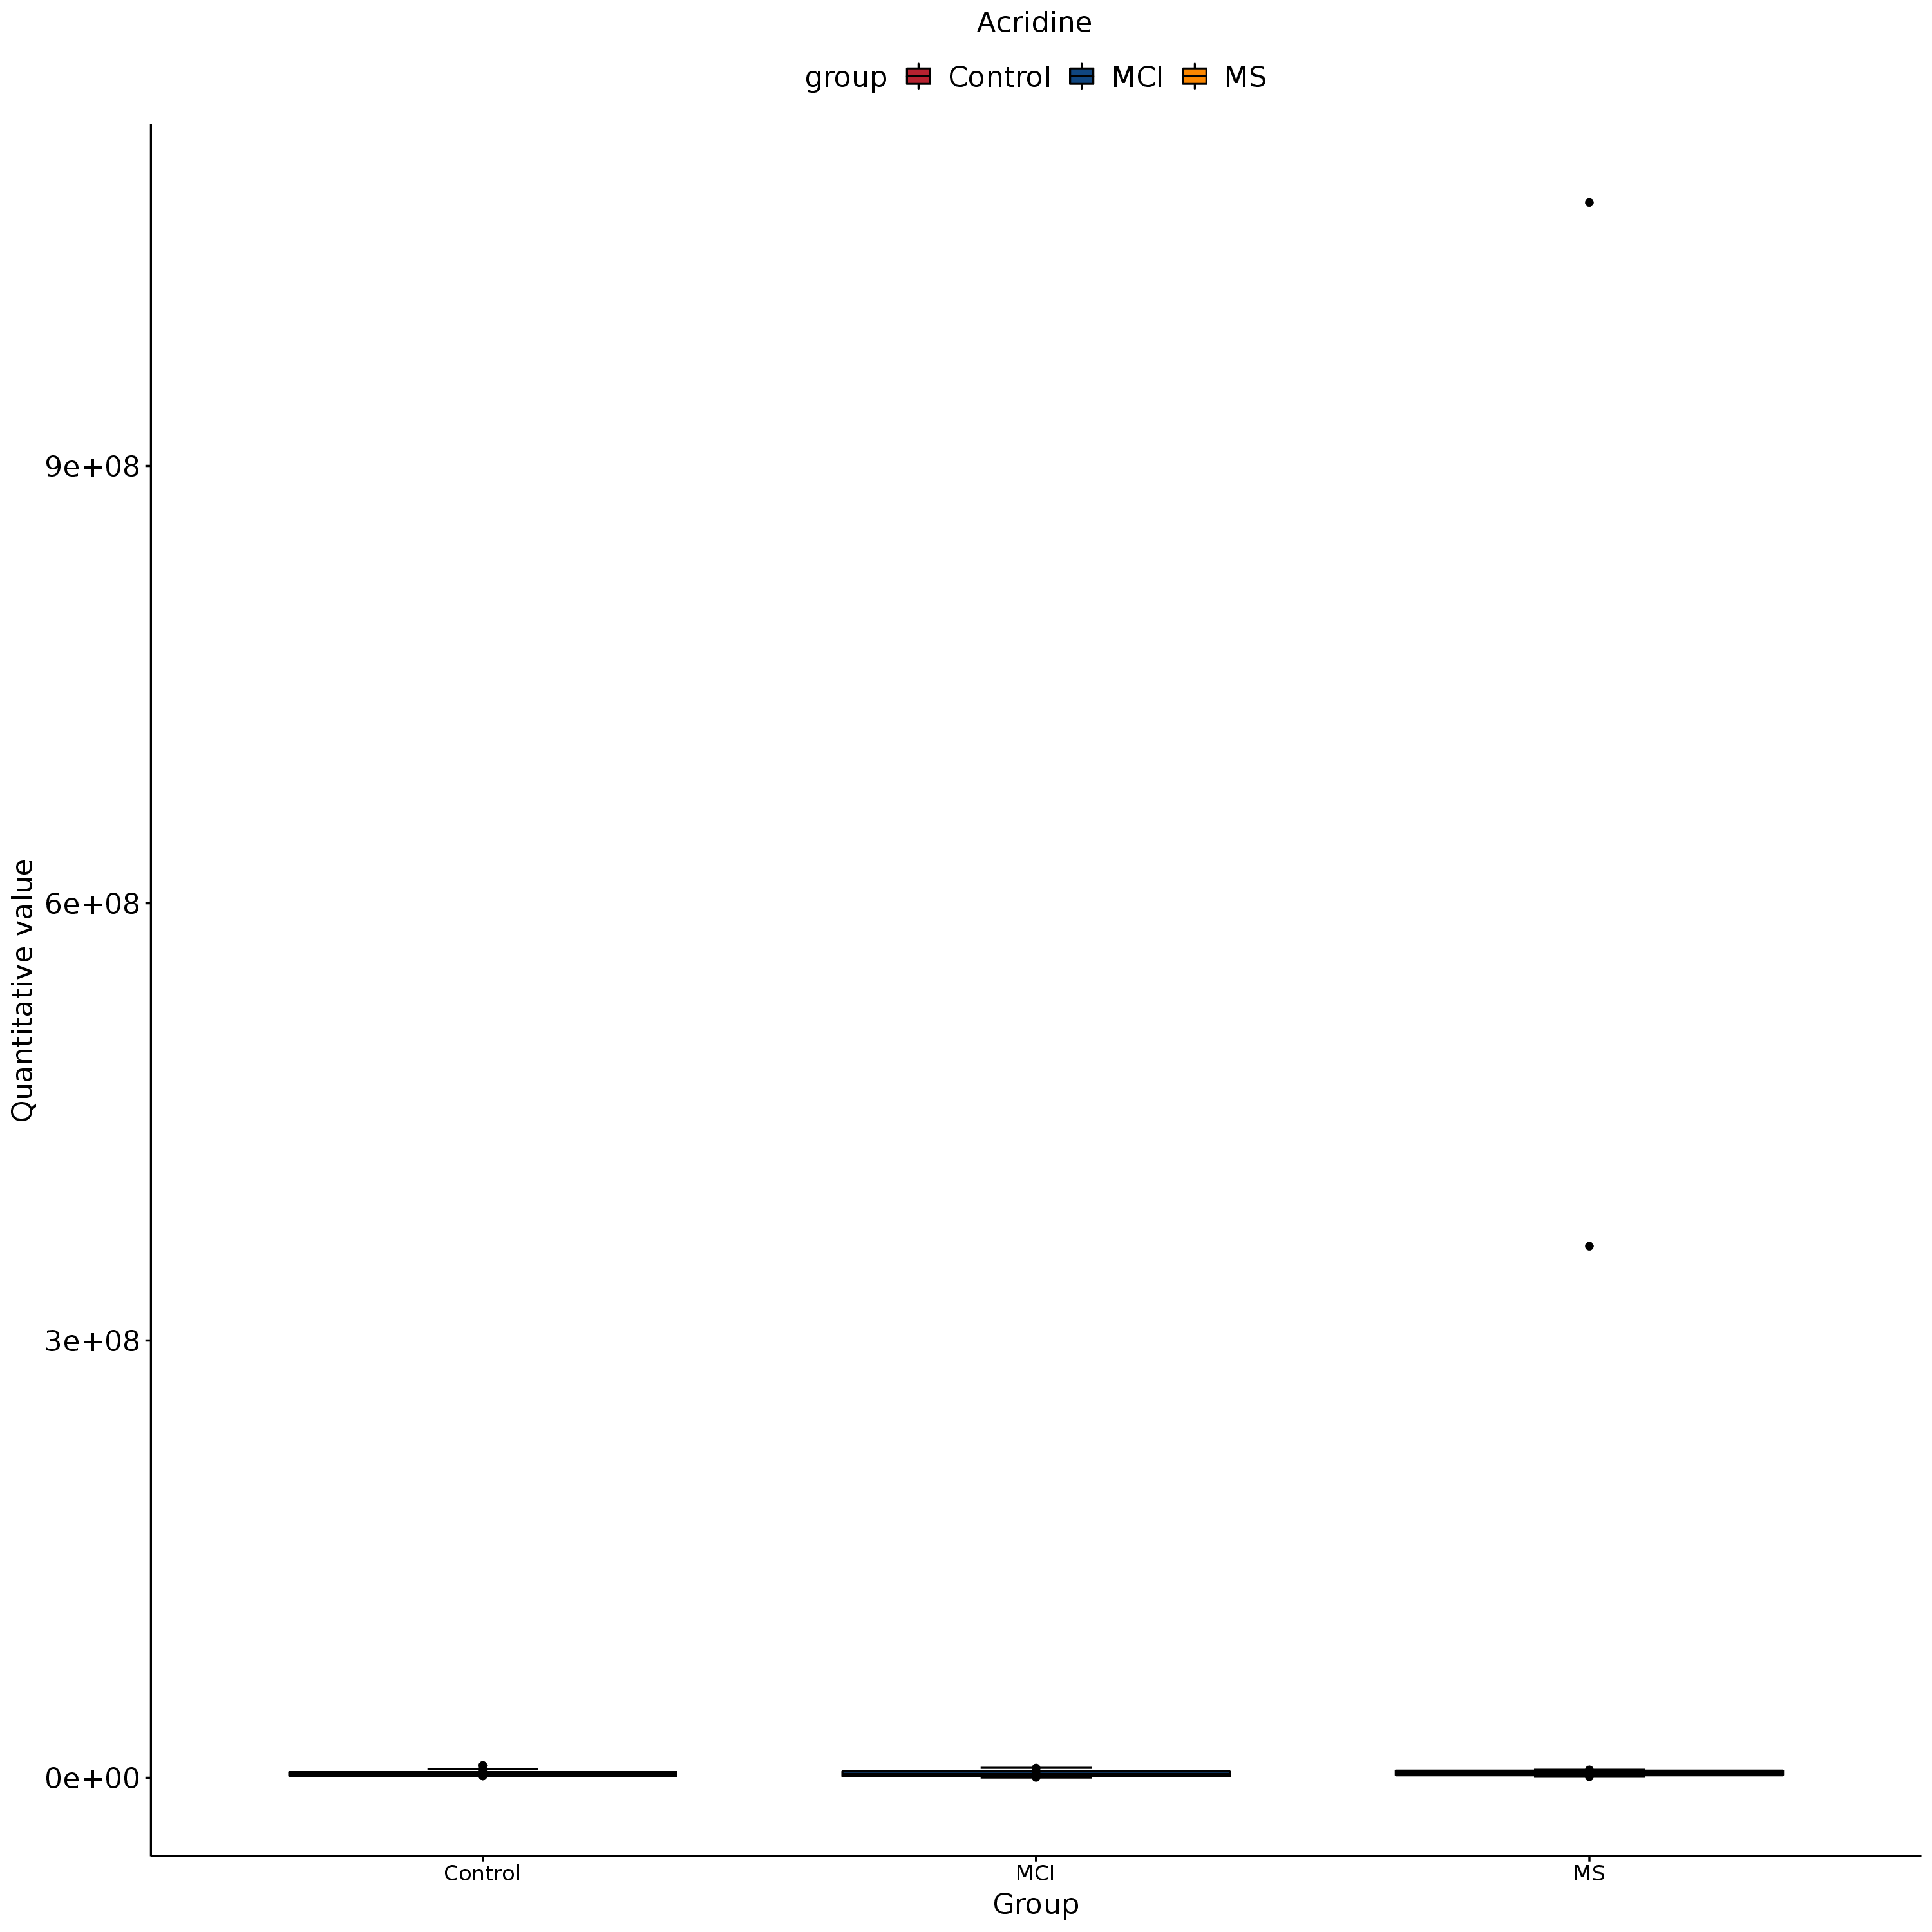 Acridine
group Control MCI MS
9e+08
6e+08
3e+08
0e+00
Quantitative value
Control MCI MS
Group